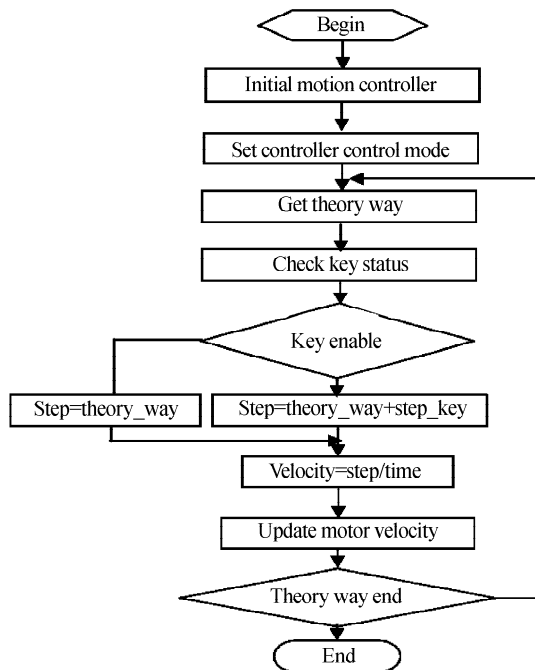 Begin
Initial motion controller
Set controller control mode
Get theory way
Check key status
Key enable
Step=theory_way
Step=theory_way+step_key
Velocity=step/time
Update motor velocity
Theory way end
End